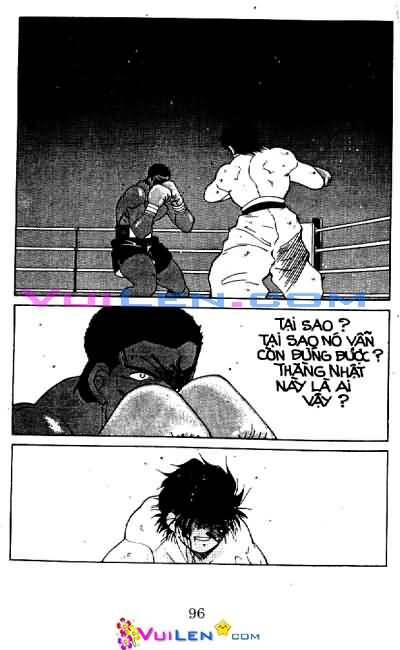 VuiLen.com
TẠI SAO ?
TẠI SAO NÓ VẪN
CÒN ĐỨNG ĐƯỢC ?
THẰNG NHẬT
NẦY LÀ AI
VẬY ?
96
VuiLen.com